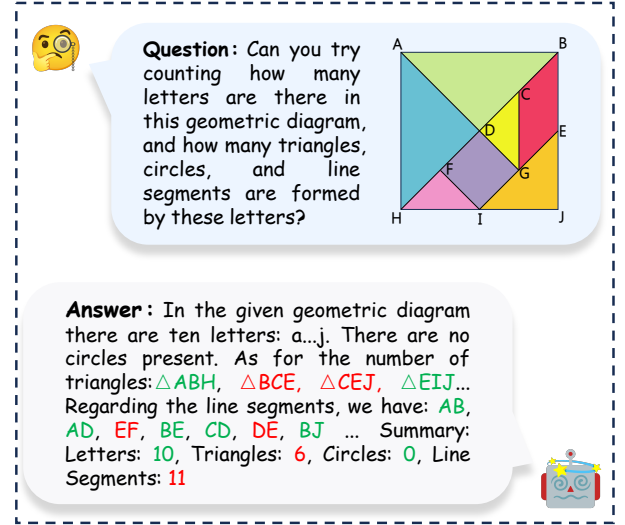 Question: Can you try
counting how many
letters are there in
this geometric diagram,
and how many triangles,
circles, and line
segments are formed
by these letters?
A
B
C
D
E
F
G
H
I
J
Answer: In the given geometric diagram
there are ten letters: a...j. There are no
circles present. As for the number of
triangles:△ABH, △BCE, △CEJ, △EIJ...
Regarding the line segments, we have: AB,
AD, EF, BE, CD, DE, BJ ... Summary:
Letters: 10, Triangles: 6, Circles: 0, Line
Segments: 11